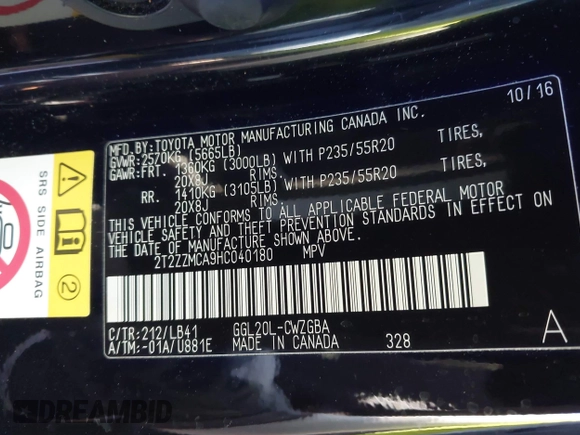 10/16
MFD.BY:TOYOTA MOTOR MANUFACTURING CANADA INC.
GVWR:2570KG (5665LB)
GAWR:FRT. 1360KG (3000LB) WITH P235/55R20 TIRES,
20X8J RIMS.
RR. 1410KG (3105LB) WITH P235/55R20 TIRES,
20X8J RIMS.
THIS VEHICLE CONFORMS TO ALL APPLICABLE FEDERAL MOTOR
VEHICLE SAFETY AND THEFT PREVENTION STANDARDS IN EFFECT ON
THE DATE OF MANUFACTURE SHOWN ABOVE.
2T2ZZMCA9HC040180 MPV
C/TR:212/LB41 GGL20L-CWZGBA
A/TM:-01A/U881E MADE IN CANADA 328
A
SRS SIDE AIRBAG
2
DREAMBID